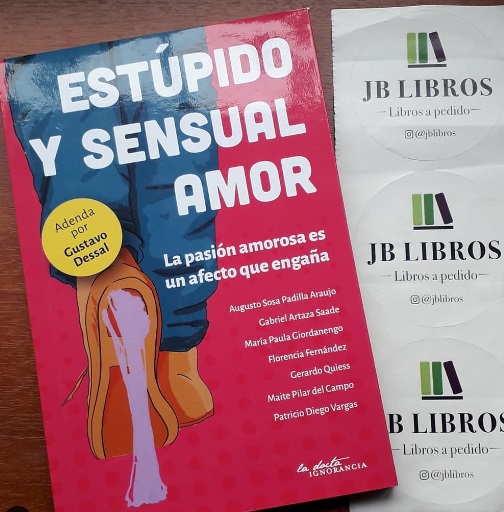 ESTÚPIDO
Y SENSUAL
AMOR
Adenda
por
Gustavo
Dessal
La pasión amorosa es
un afecto que engaña
Augusto Sosa Padilla Araujo
Gabriel Artaza Saade
María Paula Giordanengo
Florencia Fernández
Gerardo Quiess
Maite Pilar del Campo
Patricio Diego Vargas
la docta
IGNORANCIA
JB LIBROS
Libros a pedido
@jblibros
JB LIBROS
Libros a pedido
@jblibros
B LIBROS
Libros a pedido
@jblibros